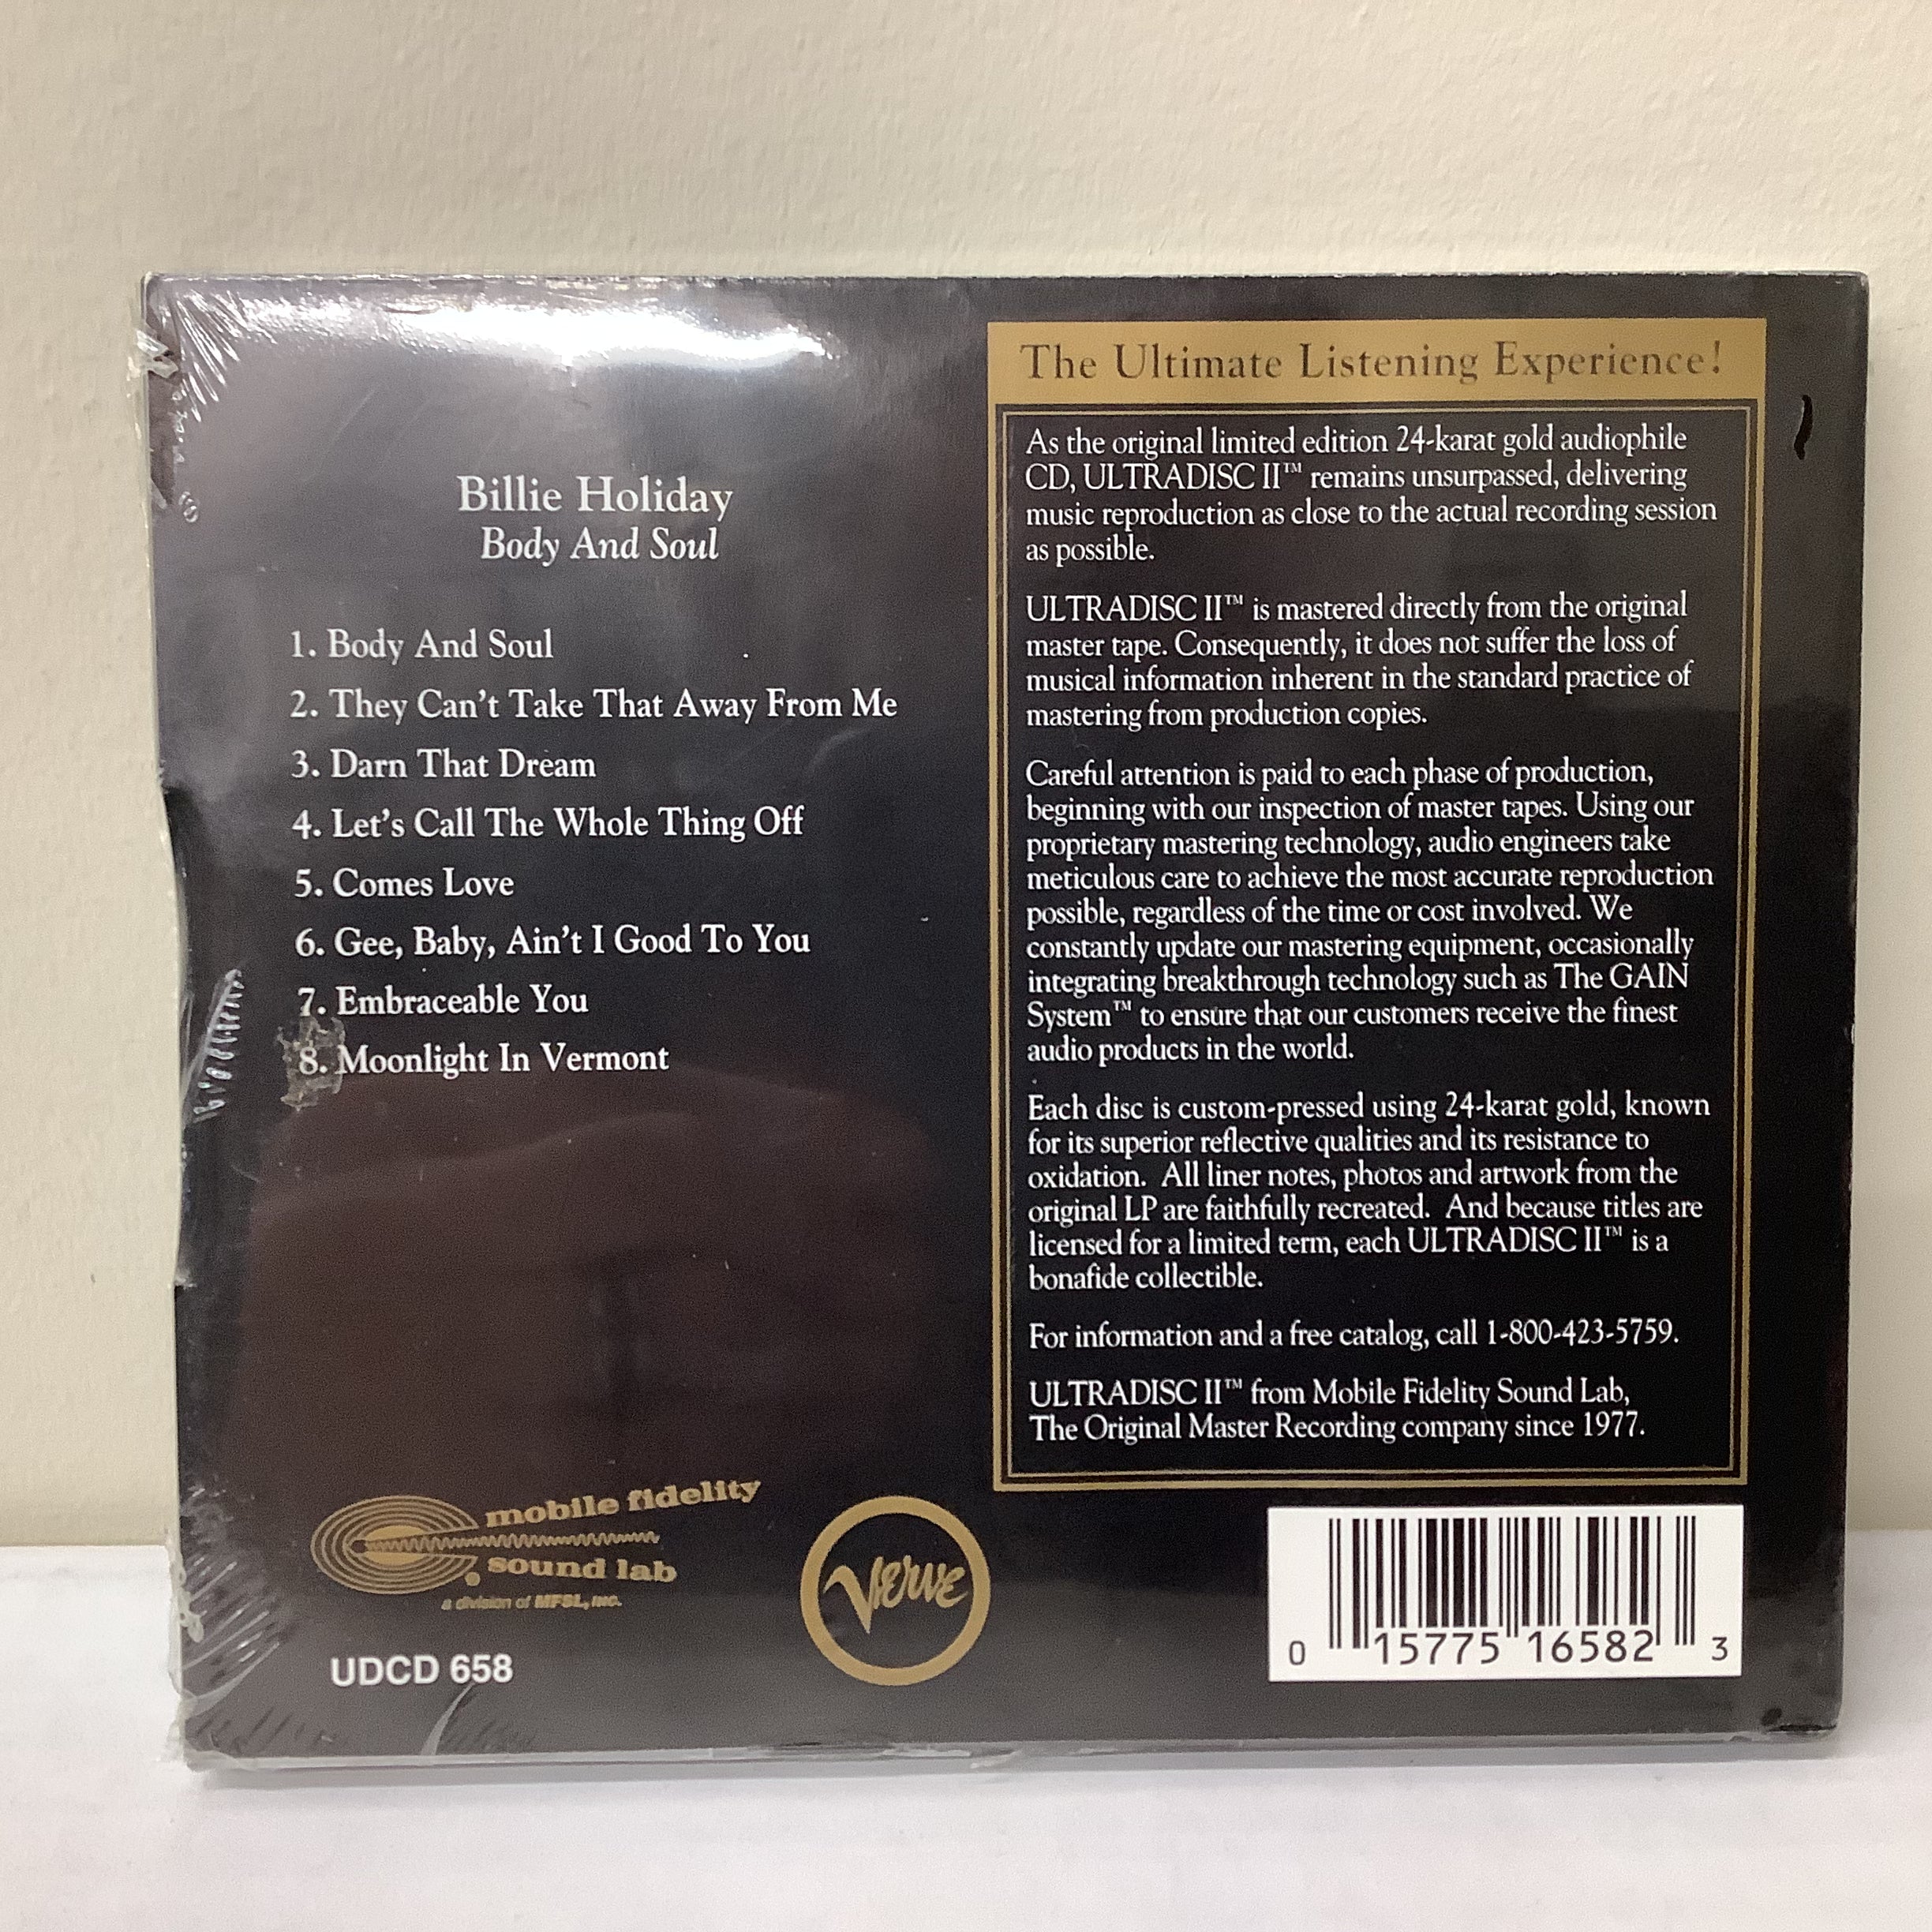 Billie Holiday
Body And Soul
1. Body And Soul
2. They Can't Take That Away From Me
3. Darn That Dream
4. Let's Call The Whole Thing Off
5. Comes Love
6. Gee, Baby, Ain't I Good To You
7. Embraceable You
8. Moonlight In Vermont
The Ultimate Listening Experience!
As the original limited edition 24-karat gold audiophile
CD, ULTRADISC II™ remains unsurpassed, delivering
music reproduction as close to the actual recording session
as possible.
ULTRADISC II™ is mastered directly from the original
master tape. Consequently, it does not suffer the loss of
musical information inherent in the standard practice of
mastering from production copies.
Careful attention is paid to each phase of production,
beginning with our inspection of master tapes. Using our
proprietary mastering technology, audio engineers take
meticulous care to achieve the most accurate reproduction
possible, regardless of the time or cost involved. We
constantly update our mastering equipment, occasionally
integrating breakthrough technology such as The GAIN
System™ to ensure that our customers receive the finest
audio products in the world.
Each disc is custom-pressed using 24-karat gold, known
for its superior reflective qualities and its resistance to
oxidation. All liner notes, photos and artwork from the
original LP are faithfully recreated. And because titles are
licensed for a limited term, each ULTRADISC II™ is a
bonafide collectible.
For information and a free catalog, call 1-800-423-5759.
ULTRADISC II™ from Mobile Fidelity Sound Lab,
The Original Master Recording company since 1977.
mobile fidelity
sound lab
a division of MFSL, INC.
UDCD 658
Verve
0 15775 16582 3